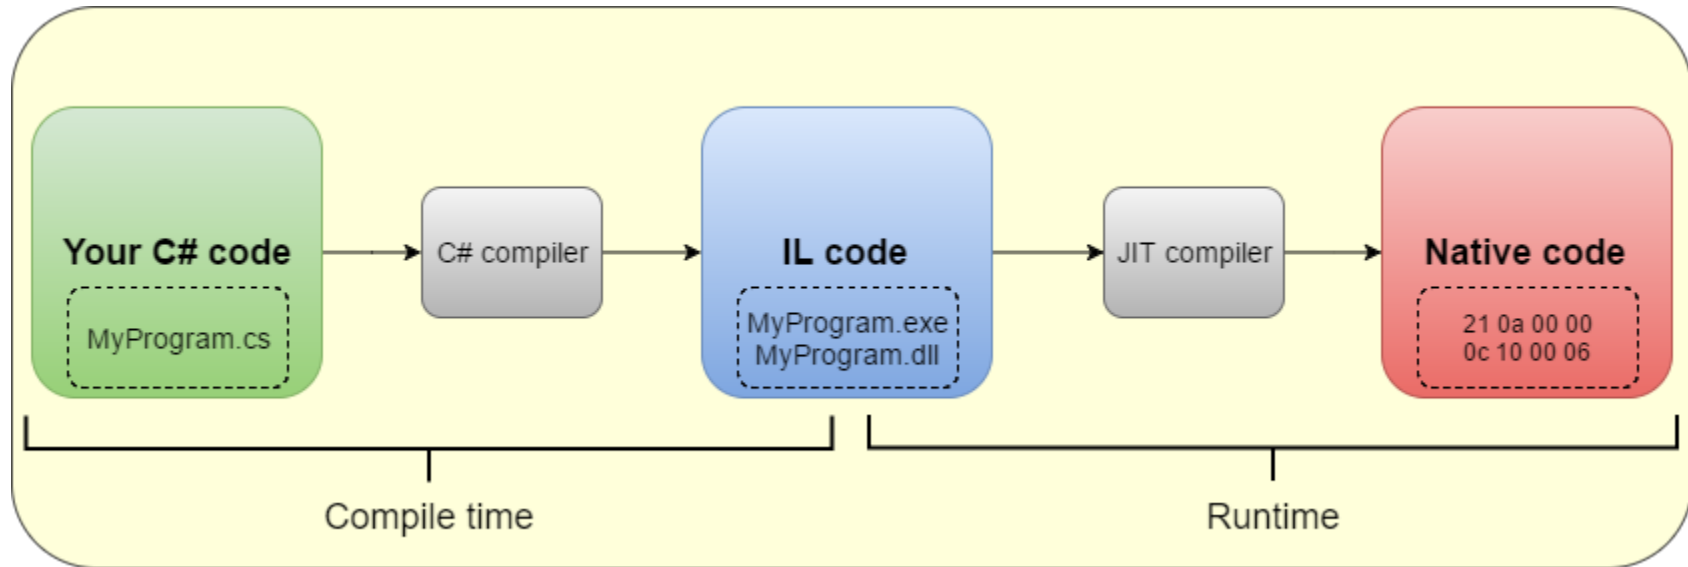 Your C# code
MyProgram.cs
C# compiler
IL code
MyProgram.exe
MyProgram.dll
JIT compiler
Native code
21 0a 00 00
0c 10 00 06
Compile time
Runtime